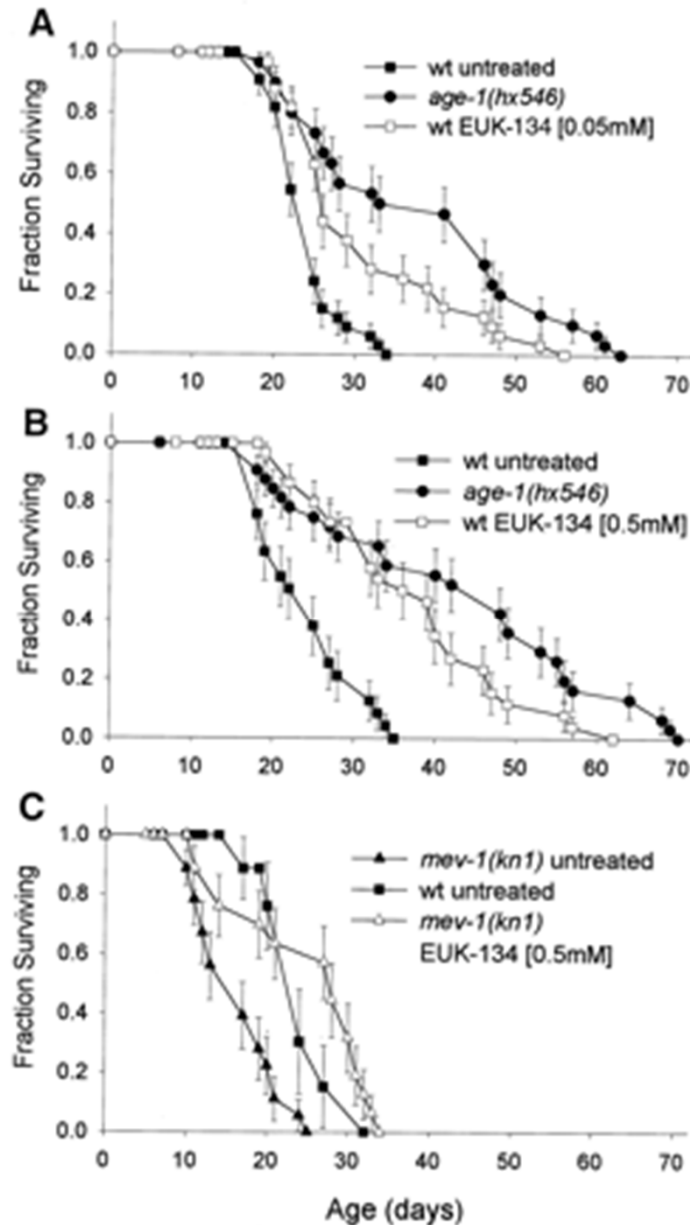 A
1.0
0.8
0.6
0.4
0.2
0.0
Fraction Surviving
wt untreated
age-1(hx546)
wt EUK-134 [0.05mM]
0 10 20 30 40 50 60 70
B
1.0
0.8
0.6
0.4
0.2
0.0
Fraction Surviving
wt untreated
age-1(hx546)
wt EUK-134 [0.5mM]
0 10 20 30 40 50 60 70
C
1.0
0.8
0.6
0.4
0.2
0.0
Fraction Surviving
mev-1(kn1) untreated
wt untreated
mev-1(kn1)
EUK-134 [0.5mM]
0 10 20 30 40 50 60 70
Age (days)